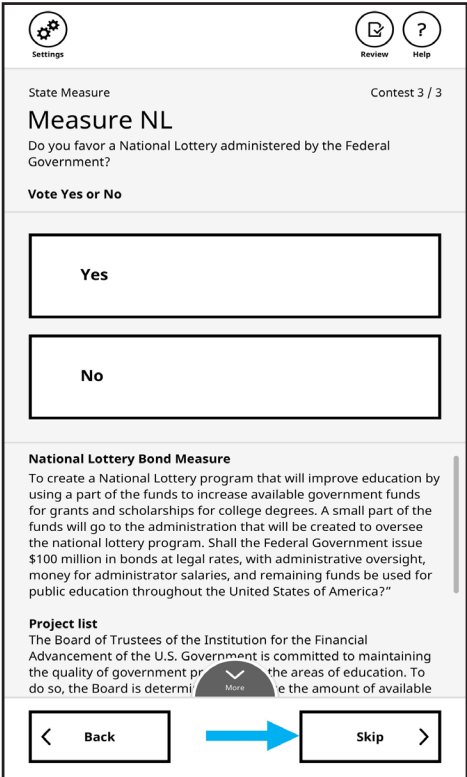 Settings
Review
Help
State Measure
Contest 3 / 3
Measure NL
Do you favor a National Lottery administered by the Federal
Government?
Vote Yes or No
Yes
No
National Lottery Bond Measure
To create a National Lottery program that will improve education by
using a part of the funds to increase available government funds
for grants and scholarships for college degrees. A small part of the
funds will go to the administration that will be created to oversee
the national lottery program. Shall the Federal Government issue
$100 million in bonds at legal rates, with administrative oversight,
money for administrator salaries, and remaining funds be used for
public education throughout the United States of America?”
Project list
The Board of Trustees of the Institution for the Financial
Advancement of the U.S. Government is committed to maintaining
the quality of government the areas of education. To
do so, the Board is the amount of available
More
Back
Skip